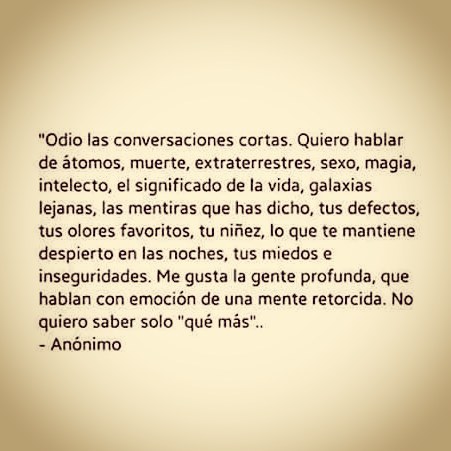 "Odio las conversaciones cortas. Quiero hablar
de átomos, muerte, extraterrestres, sexo, magia,
intelecto, el significado de la vida, galaxias
lejanas, las mentiras que has dicho, tus defectos,
tus olores favoritos, tu niñez, lo que te mantiene
despierto en las noches, tus miedos e
inseguridades. Me gusta la gente profunda, que
hablan con emoción de una mente retorcida. No
quiero saber solo "qué más"..
- Anónimo